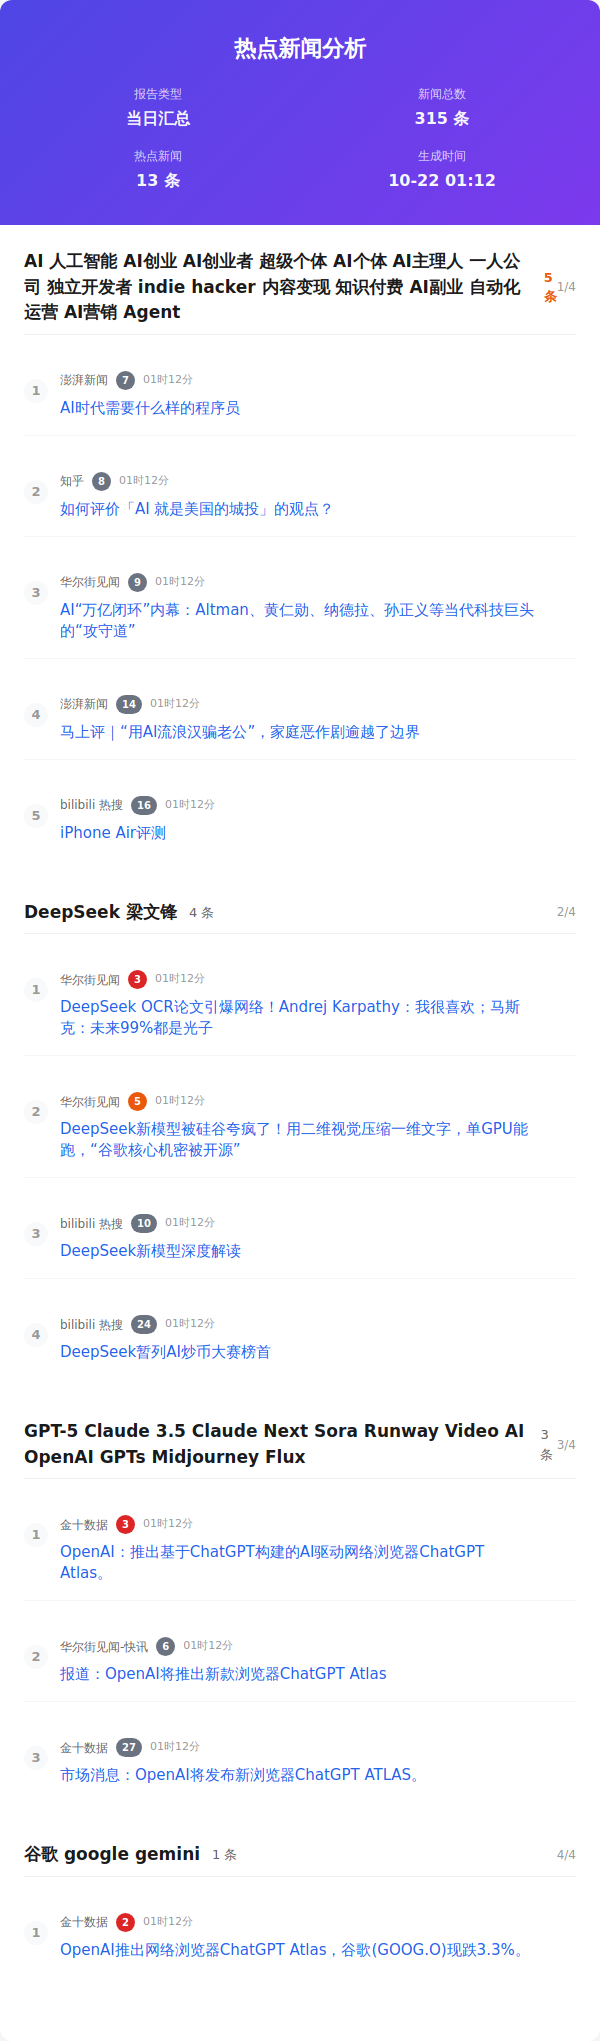 热点新闻分析
报告类型
当日汇总
新闻总数
315 条
热点新闻
13 条
生成时间
10-22 01:12
AI 人工智能 AI创业 AI创业者 超级个体 AI个体 AI主理人 一人公
司 独立开发者 indie hacker 内容变现 知识付费 AI副业 自动化
运营 AI营销 Agent
5
条
1/4
1
澎湃新闻 7 01时12分
AI时代需要什么样的程序员
2
知乎 8 01时12分
如何评价「AI 就是美国的城投」的观点？
3
华尔街见闻 9 01时12分
AI“万亿闭环”内幕：Altman、黄仁勋、纳德拉、孙正义等当代科技巨头
的“攻守道”
4
澎湃新闻 14 01时12分
马上评｜“用AI流浪汉骗老公”，家庭恶作剧逾越了边界
5
bilibili 热搜 16 01时12分
iPhone Air评测
DeepSeek 梁文锋 4 条 2/4
1
华尔街见闻 3 01时12分
DeepSeek OCR论文引爆网络！Andrej Karpathy：我很喜欢；马斯
克：未来99%都是光子
2
华尔街见闻 5 01时12分
DeepSeek新模型被硅谷夸疯了！用二维视觉压缩一维文字，单GPU能
跑，“谷歌核心机密被开源”
3
bilibili 热搜 10 01时12分
DeepSeek新模型深度解读
4
bilibili 热搜 24 01时12分
DeepSeek暂列AI炒币大赛榜首
GPT-5 Claude 3.5 Claude Next Sora Runway Video AI
OpenAI GPTs Midjourney Flux
3
条
3/4
1
金十数据 3 01时12分
OpenAI：推出基于ChatGPT构建的AI驱动网络浏览器ChatGPT
Atlas。
2
华尔街见闻-快讯 6 01时12分
报道：OpenAI将推出新款浏览器ChatGPT Atlas
3
金十数据 27 01时12分
市场消息：OpenAI将发布新浏览器ChatGPT ATLAS。
谷歌 google gemini 1 条 4/4
1
金十数据 2 01时12分
OpenAI推出网络浏览器ChatGPT Atlas，谷歌(GOOG.O)现跌3.3%。